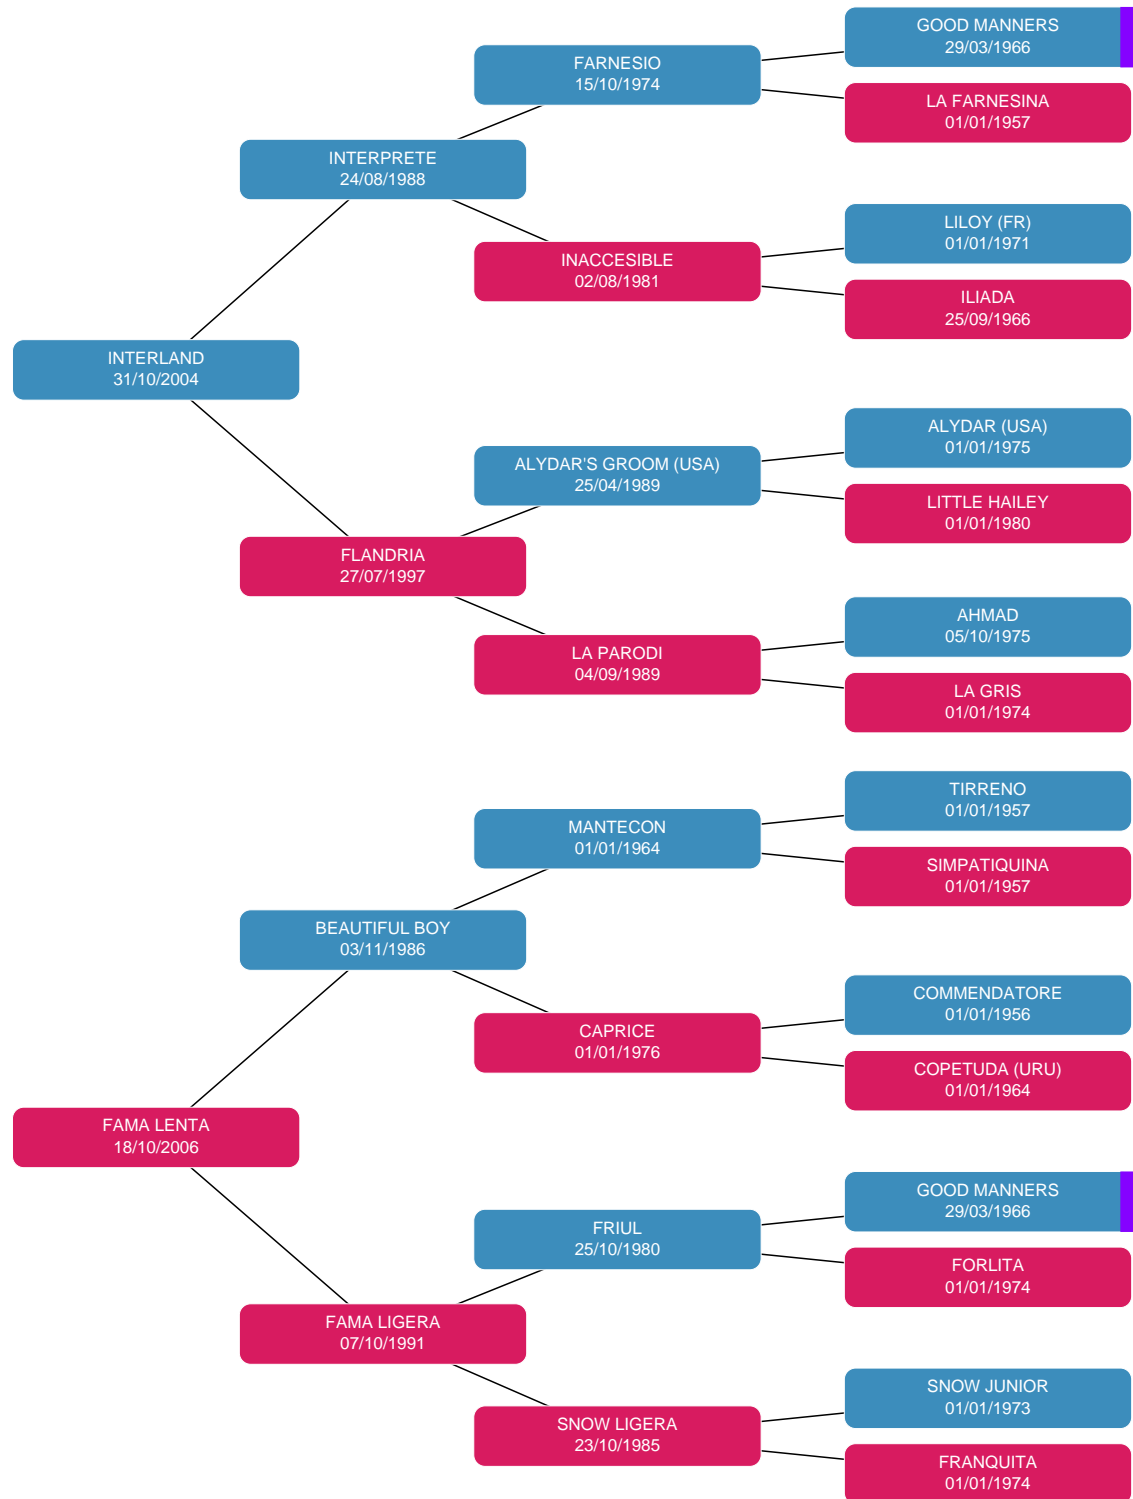 GOOD MANNERS
29/03/1966
FARNESIO
15/10/1974
LA FARNESINA
01/01/1957
INTERPRETE
24/08/1988
LILOY (FR)
01/01/1971
INACCESIBLE
02/08/1981
ILIADA
25/09/1966
INTERLAND
31/10/2004
ALYDAR (USA)
01/01/1975
ALYDAR'S GROOM (USA)
25/04/1989
LITTLE HAILEY
01/01/1980
FLANDRIA
27/07/1997
AHMAD
05/10/1975
LA PARODI
04/09/1989
LA GRIS
01/01/1974
TIRRENO
01/01/1957
MANTECON
01/01/1964
SIMPATIQUINA
01/01/1957
BEAUTIFUL BOY
03/11/1986
COMMENDATORE
01/01/1956
CAPRICE
01/01/1976
COPETUDA (URU)
01/01/1964
FAMA LENTA
18/10/2006
GOOD MANNERS
29/03/1966
FRIUL
25/10/1980
FORLITA
01/01/1974
FAMA LIGERA
07/10/1991
SNOW JUNIOR
01/01/1973
SNOW LIGERA
23/10/1985
FRANQUITA
01/01/1974